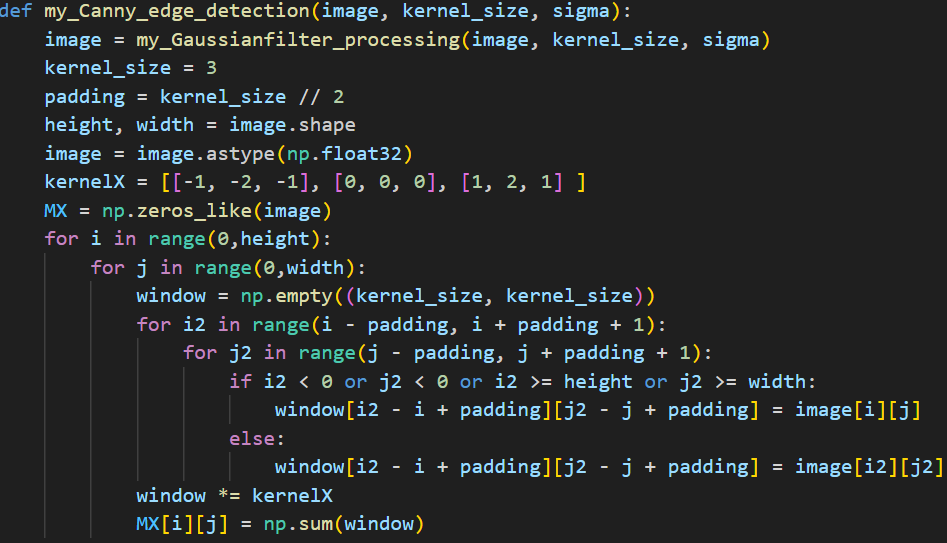 def my_Canny_edge_detection(image, kernel_size, sigma):
    image = my_Gaussianfilter_processing(image, kernel_size, sigma)
    kernel_size = 3
    padding = kernel_size // 2
    height, width = image.shape
    image = image.astype(np.float32)
    kernelX = [[-1, -2, -1], [0, 0, 0], [1, 2, 1] ]
    MX = np.zeros_like(image)
    for i in range(0,height):
        for j in range(0,width):
            window = np.empty((kernel_size, kernel_size))
            for i2 in range(i - padding, i + padding + 1):
                for j2 in range(j - padding, j + padding + 1):
                    if i2 < 0 or j2 < 0 or i2 >= height or j2 >= width:
                        window[i2 - i + padding][j2 - j + padding] = image[i][j]
                    else:
                        window[i2 - i + padding][j2 - j + padding] = image[i2][j2]
            window *= kernelX
            MX[i][j] = np.sum(window)